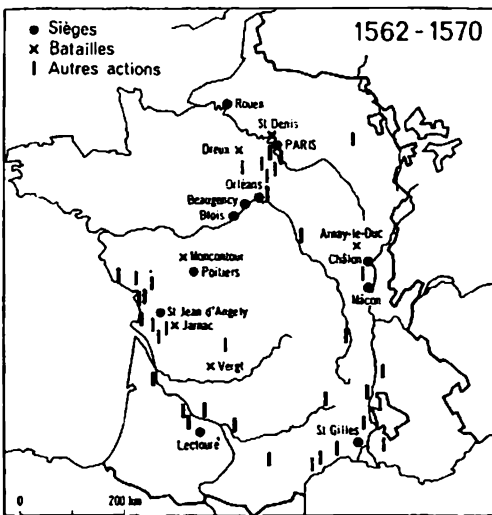 1562-1570
Sièges
Batailles
Autres actions
Rouen
St Denis
PARIS
Dreux
Orléans
Beaugency
Blois
Arnay-le-Duc
Châlon
Mâcon
Moncontour
Poitiers
St Jean d'Angely
Jarnac
Vergt
St Gilles
Lectoure
0 200 km